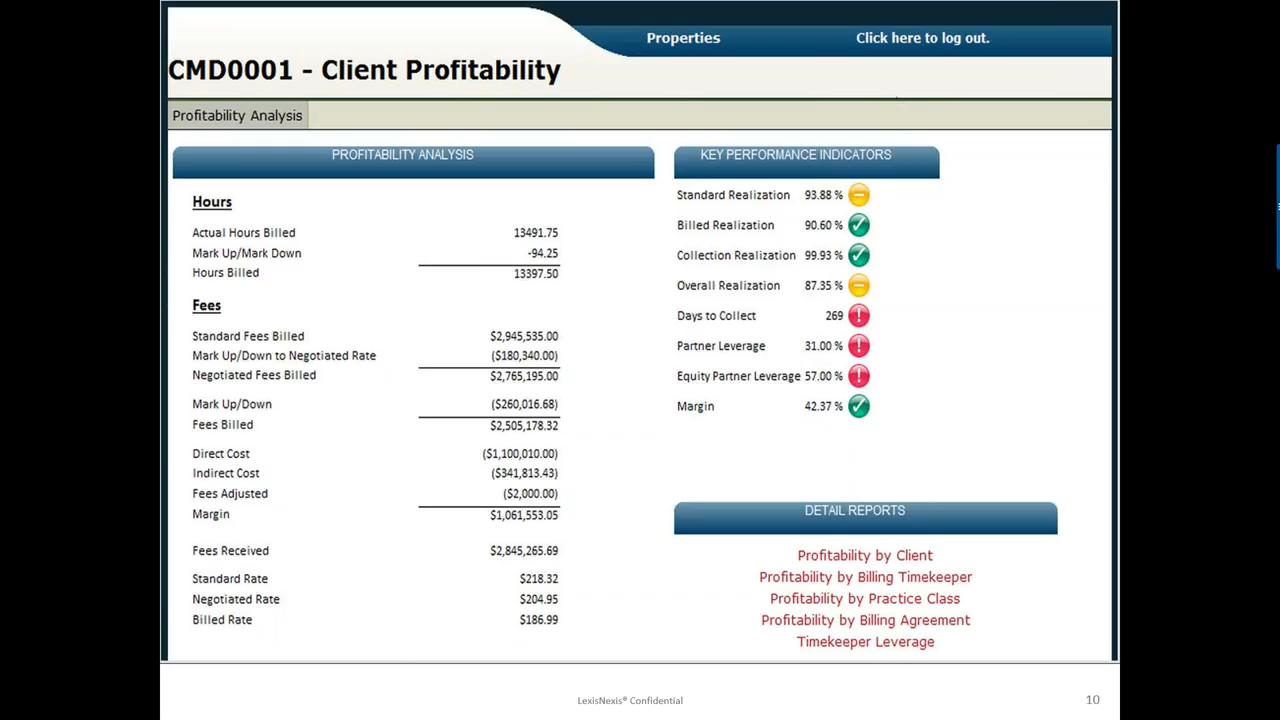 Properties
Click here to log out.
CMD0001 - Client Profitability
Profitability Analysis
PROFITABILITY ANALYSIS
Hours
Actual Hours Billed 13491.75
Mark Up/Mark Down -94.25
Hours Billed 13397.50
Fees
Standard Fees Billed $2,945,535.00
Mark Up/Down to Negotiated Rate ($180,340.00)
Negotiated Fees Billed $2,765,195.00
Mark Up/Down ($260,016.68)
Fees Billed $2,505,178.32
Direct Cost ($1,100,010.00)
Indirect Cost ($341,813.43)
Fees Adjusted ($2,000.00)
Margin $1,061,553.05
Fees Received $2,845,265.69
Standard Rate $218.32
Negotiated Rate $204.95
Billed Rate $186.99
KEY PERFORMANCE INDICATORS
Standard Realization 93.88 %
Billed Realization 90.60 %
Collection Realization 99.93 %
Overall Realization 87.35 %
Days to Collect 269
Partner Leverage 31.00 %
Equity Partner Leverage 57.00 %
Margin 42.37 %
DETAIL REPORTS
Profitability by Client
Profitability by Billing Timekeeper
Profitability by Practice Class
Profitability by Billing Agreement
Timekeeper Leverage
LexisNexis® Confidential
10